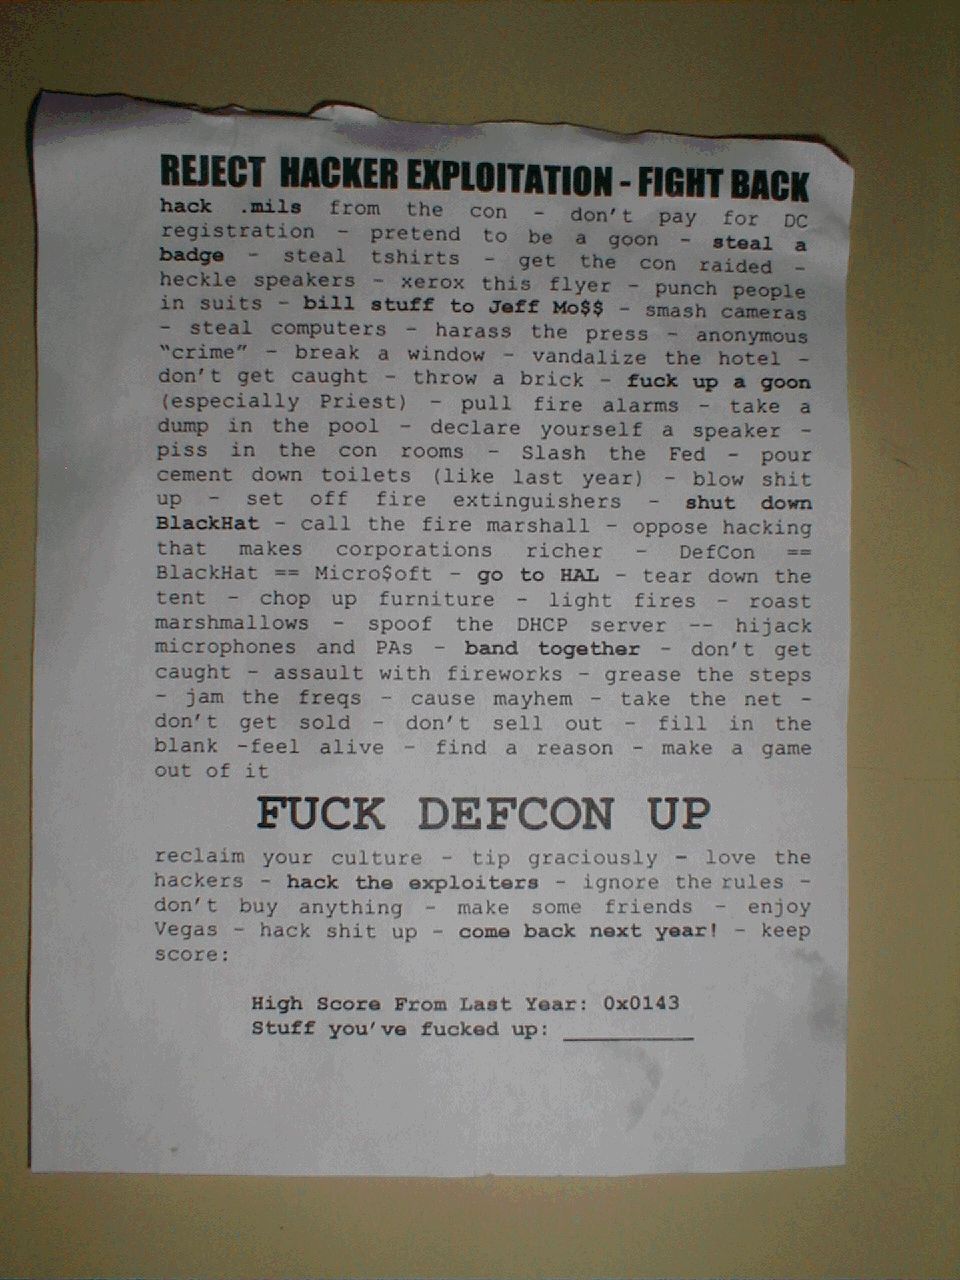 REJECT HACKER EXPLOITATION - FIGHT BACK
hack .mils from the con - don't pay for DC
registration - pretend to be a goon - steal a
badge - steal tshirts - get the con raided -
heckle speakers - xerox this flyer - punch people
in suits - bill stuff to Jeff Mo$$ - smash cameras
- steal computers - harass the press - anonymous
"crime" - break a window - vandalize the hotel -
don't get caught - throw a brick - fuck up a goon
(especially Priest) - pull fire alarms - take a
dump in the pool - declare yourself a speaker -
piss in the con rooms - Slash the Fed - pour
cement down toilets (like last year) - blow shit
up - set off fire extinguishers - shut down
BlackHat - call the fire marshall - oppose hacking
that makes corporations richer - DefCon ==
BlackHat == Micro$oft - go to HAL - tear down the
tent - chop up furniture - light fires - roast
marshmallows - spoof the DHCP server -- hijack
microphones and PAs - band together - don't get
caught - assault with fireworks - grease the steps
- jam the freqs - cause mayhem - take the net -
don't get sold - don't sell out - fill in the
blank -feel alive - find a reason - make a game
out of it
FUCK DEFCON UP
reclaim your culture - tip graciously - love the
hackers - hack the exploiters - ignore the rules -
don't buy anything - make some friends - enjoy
Vegas - hack shit up - come back next year! - keep
score:
High Score From Last Year: 0x0143
Stuff you've fucked up: __________